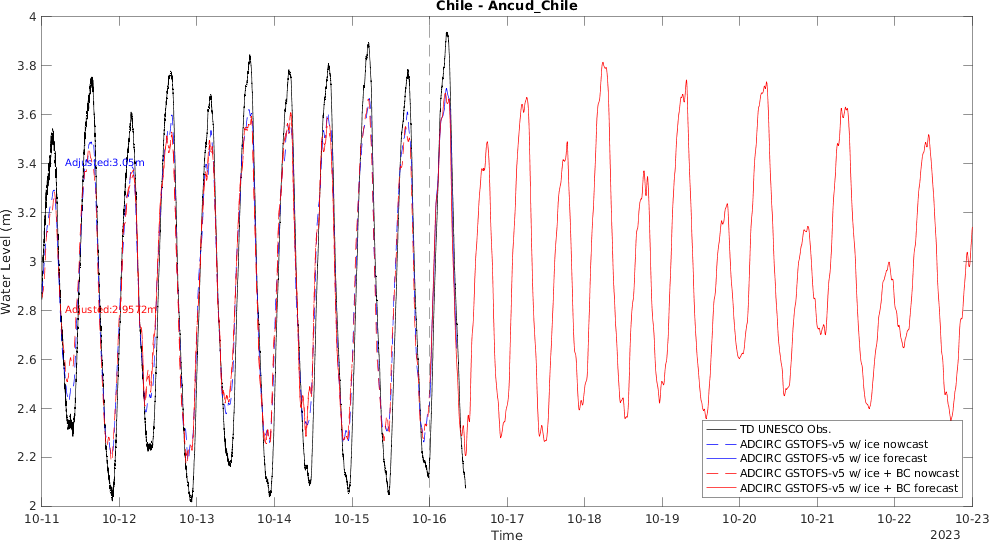 Chile - Ancud_Chile
Water Level (m)
4
3.8
3.6
3.4
3.2
3
2.8
2.6
2.4
2.2
2
Adjusted:3.05m
Adjusted:2.9572m
TD UNESCO Obs.
ADCIRC GSTOFS-v5 w/ ice nowcast
ADCIRC GSTOFS-v5 w/ ice forecast
ADCIRC GSTOFS-v5 w/ ice + BC nowcast
ADCIRC GSTOFS-v5 w/ ice + BC forecast
10-11 10-12 10-13 10-14 10-15 10-16 10-17 10-18 10-19 10-20 10-21 10-22 10-23
Time
2023